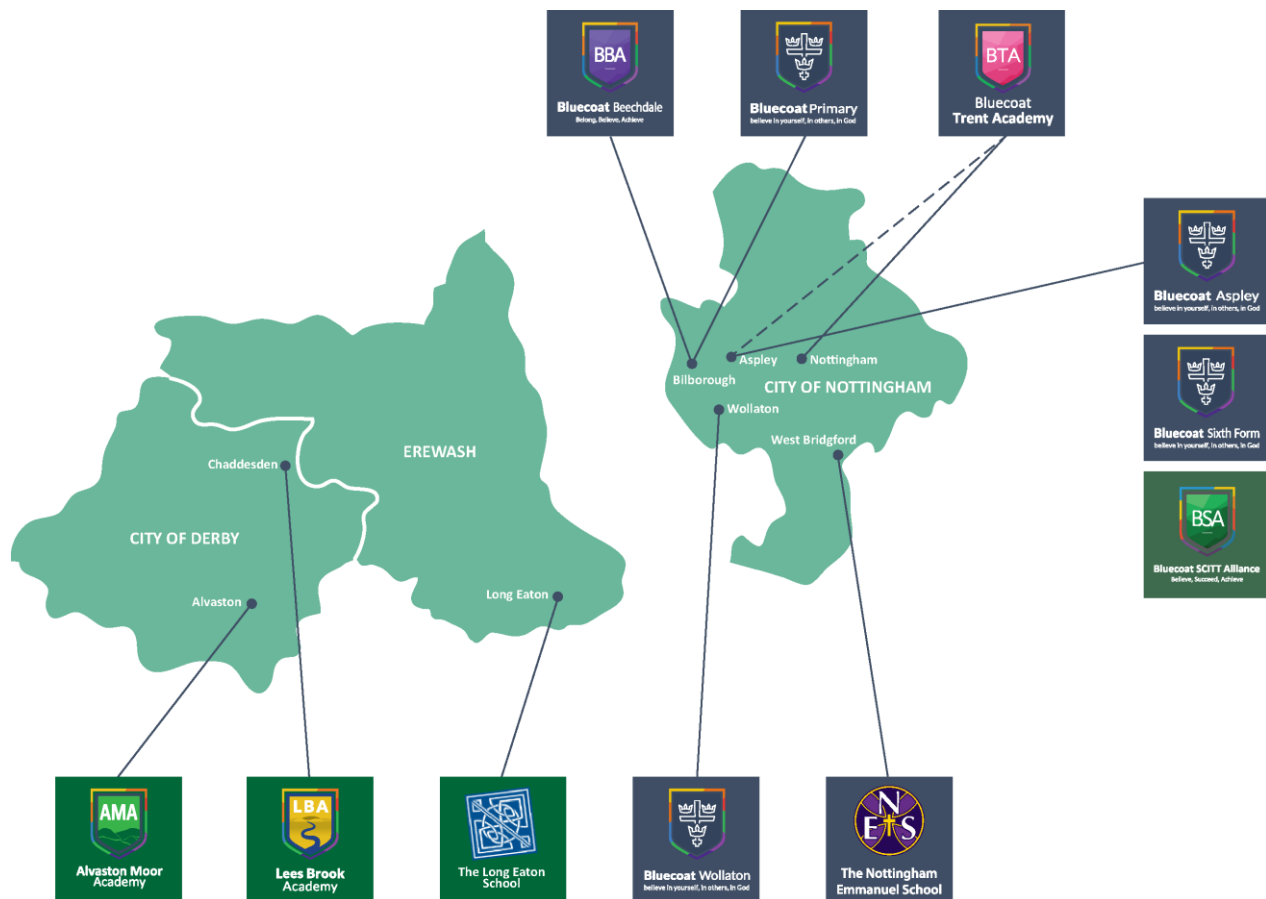 BBA
Bluecoat Beechdale
Belong, Believe, Achieve
Bluecoat Primary
believe in yourself, in others, in God
BTA
Bluecoat
Trent Academy
Bluecoat Aspley
believe in yourself, in others, in God
Bluecoat Sixth Form
believe in yourself, in others, in God
BSA
Bluecoat SCITT Alliance
Believe, Succeed, Achieve
Aspley
Nottingham
Bilborough
CITY OF NOTTINGHAM
Wollaton
West Bridgford
EREWASH
Chaddesden
CITY OF DERBY
Alvaston
Long Eaton
AMA
Alvaston Moor
Academy
LBA
Lees Brook
Academy
The Long Eaton
School
Bluecoat Wollaton
believe in yourself, in others, in God
N
E S
The Nottingham
Emmanuel School